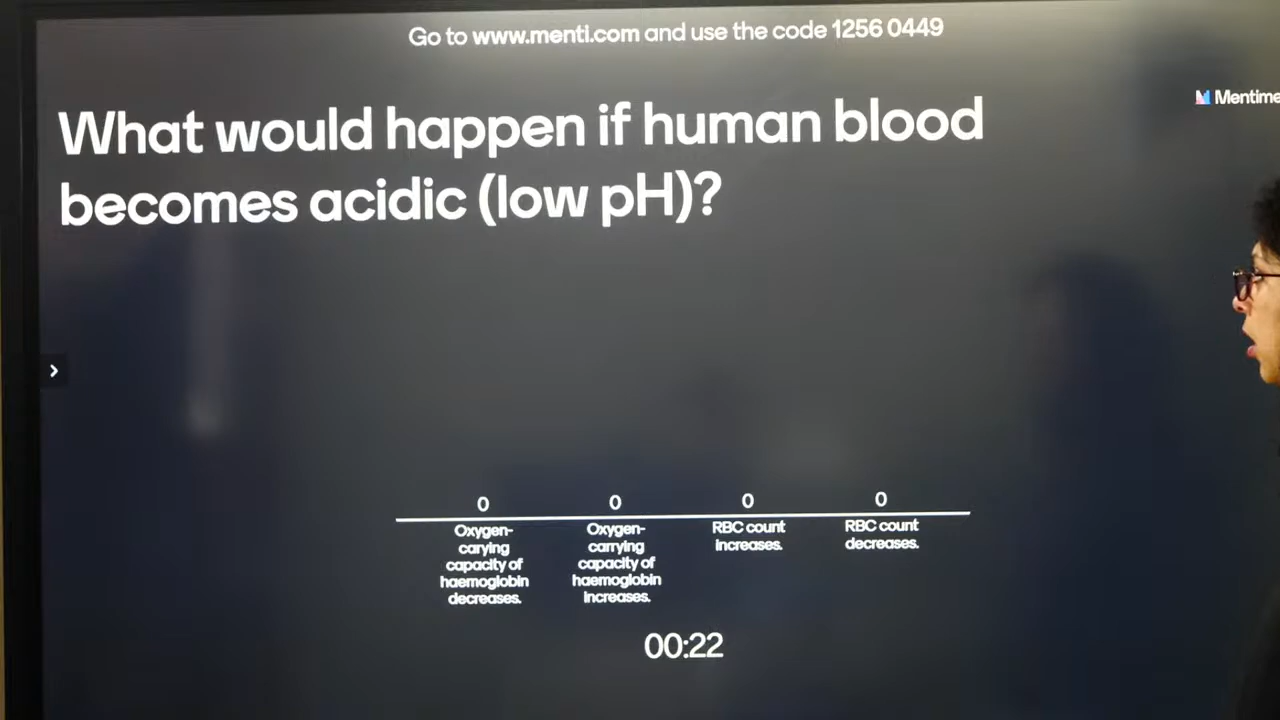 Go to www.menti.com and use the code 1256 0449
Mentime
What would happen if human blood
becomes acidic (low pH)?
0
0
0
0
Oxygen-
carying
capacity of
haemoglobin
decreases.
Oxygen-
carrying
capacity of
haemoglobin
increases.
RBC count
increases.
RBC count
decreases.
00:22